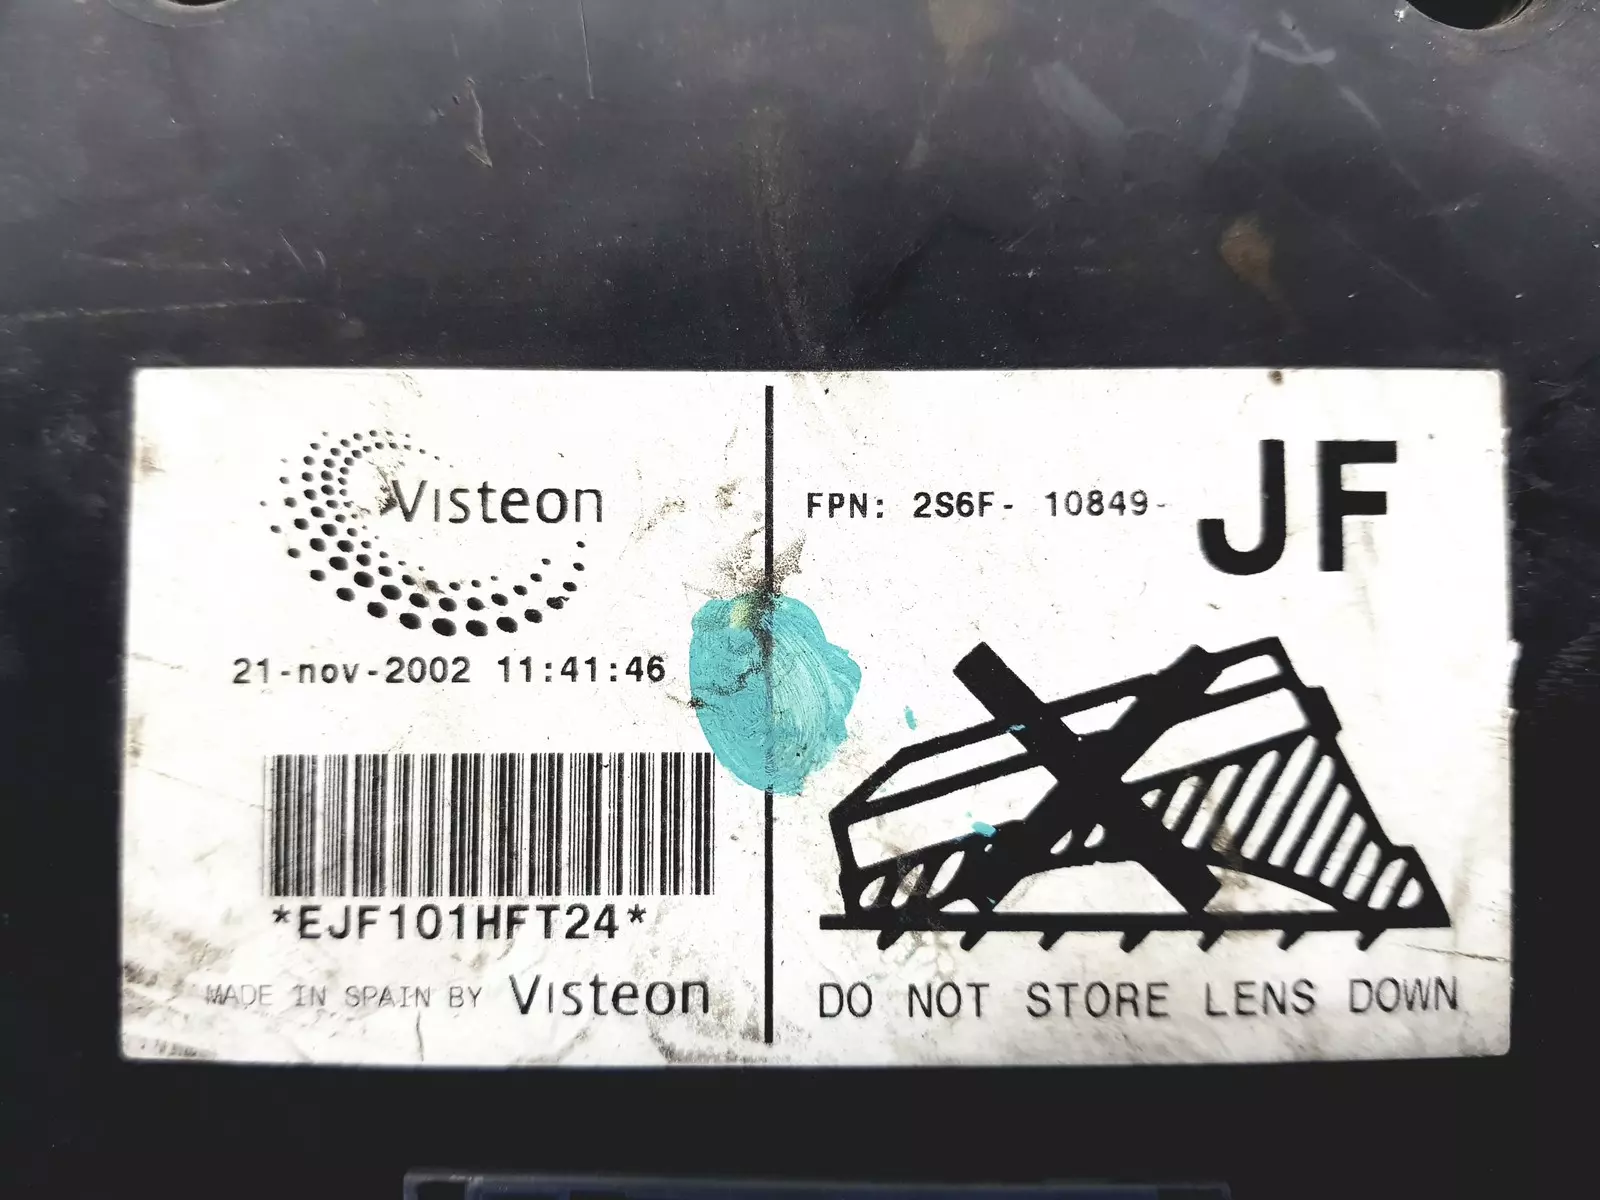 Visteon
21-nov-2002 11:41:46
*EJF101HFT24*
MADE IN SPAIN BY Visteon
FPN: 2S6F- 10849- JF
DO NOT STORE LENS DOWN